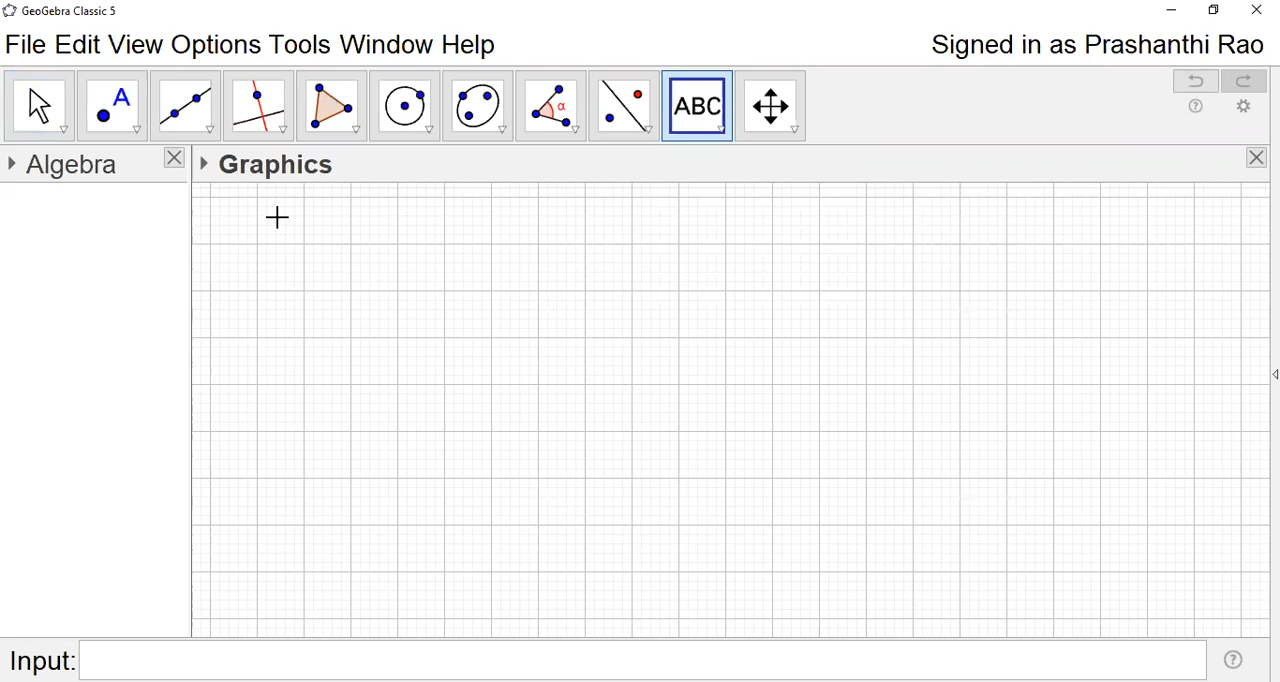 GeoGebra Classic 5
File Edit View Options Tools Window Help
Signed in as Prashanthi Rao
A
α
ABC
Algebra
Graphics
Input: